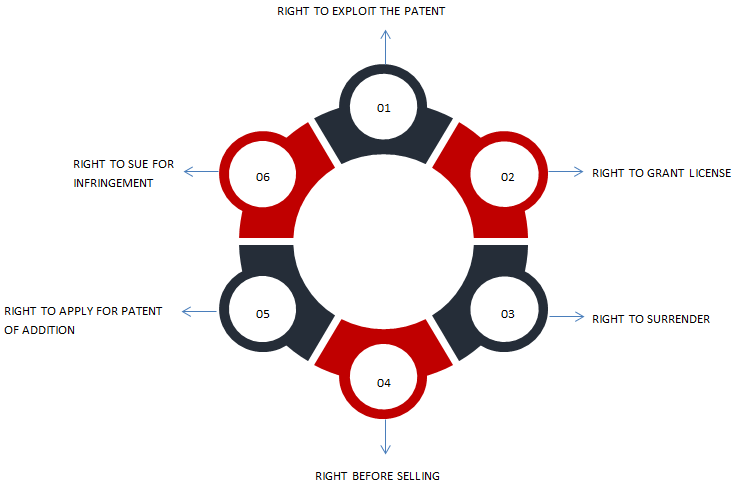 RIGHT TO EXPLOIT THE PATENT
01
02
RIGHT TO GRANT LICENSE
03
RIGHT TO SURRENDER
04
RIGHT BEFORE SELLING
05
RIGHT TO APPLY FOR PATENT
OF ADDITION
06
RIGHT TO SUE FOR
INFRINGEMENT